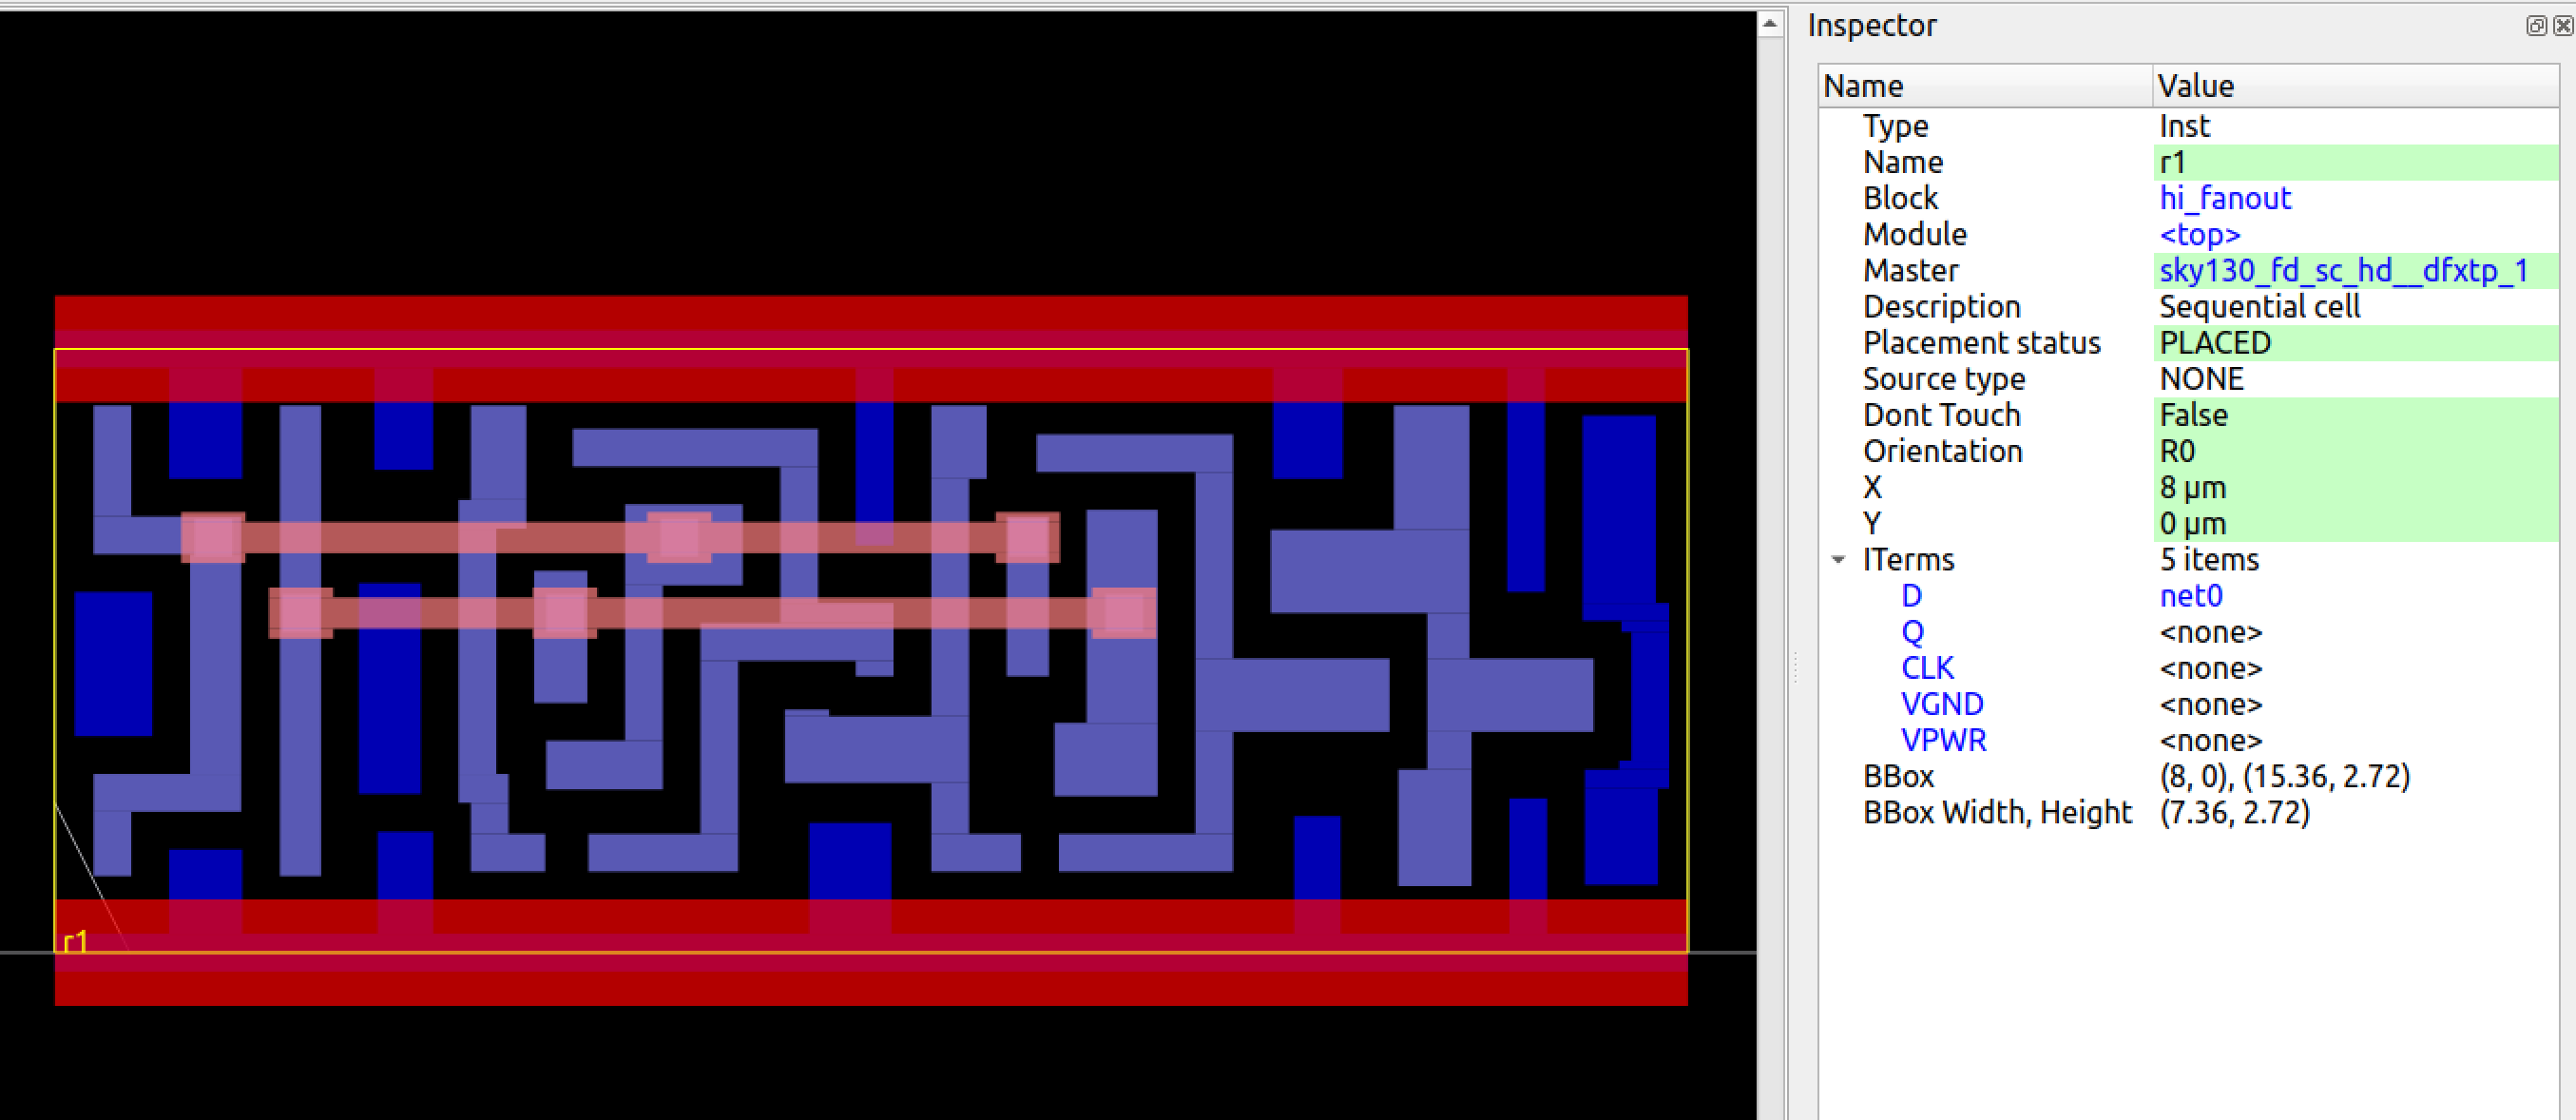 Inspector
Name Value
Type Inst
Name r1
Block hi_fanout
Module <top>
Master sky130_fd_sc_hd__dfxtp_1
Description Sequential cell
Placement status PLACED
Source type NONE
Dont Touch False
Orientation R0
X 8 μm
Y 0 μm
ITerms 5 items
D net0
Q <none>
CLK <none>
VGND <none>
VPWR <none>
BBox (8, 0), (15.36, 2.72)
BBox Width, Height (7.36, 2.72)
r1